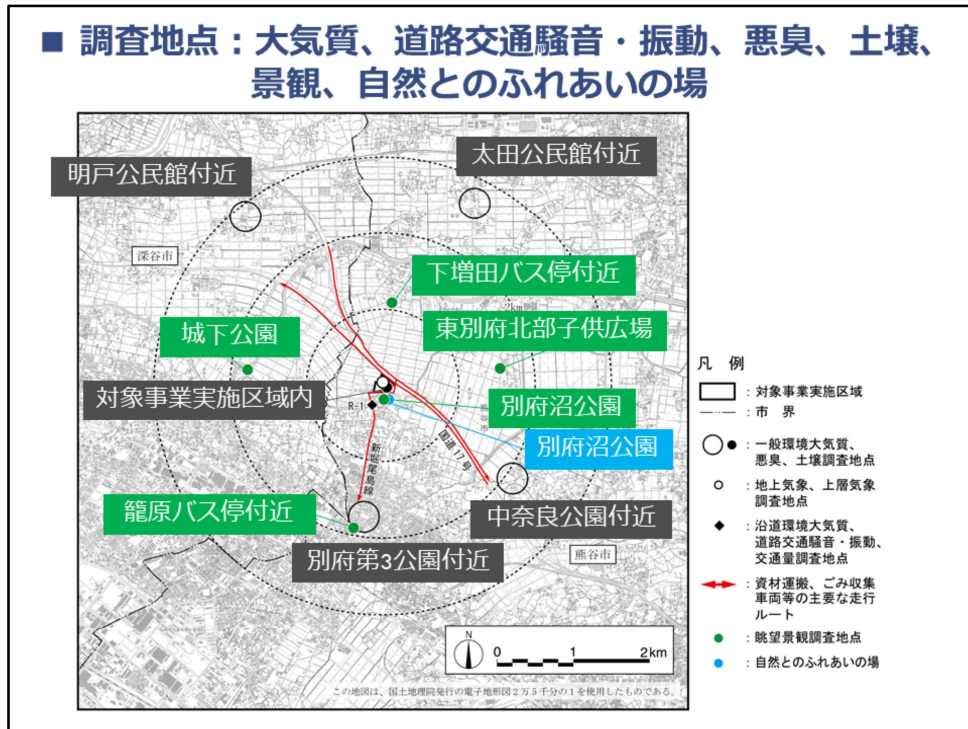 ■ 調査地点：大気質、道路交通騒音・振動、悪臭、土壌、
景観、自然とのふれあいの場
太田公民館付近
明戸公民館付近
深谷市
下増田バス停付近
2km
城下公園
東別府北部子供広場
対象事業実施区域内
R-1
別府沼公園
別府沼公園
国道17号
新堀尾島線
籠原バス停付近
中奈良公園付近
別府第3公園付近
熊谷市
N
0 1 2km
この地図は、国土地理院発行の電子地形図2万5千分の1を使用したものである。
凡 例
：対象事業実施区域
：市 界
：一般環境大気質、
悪臭、土壌調査地点
：地上気象、上層気象
調査地点
：沿道環境大気質、
道路交通騒音・振動、
交通量調査地点
：資材運搬、ごみ収集
車両等の主要な走行
ルート
：眺望景観調査地点
：自然とのふれあいの場